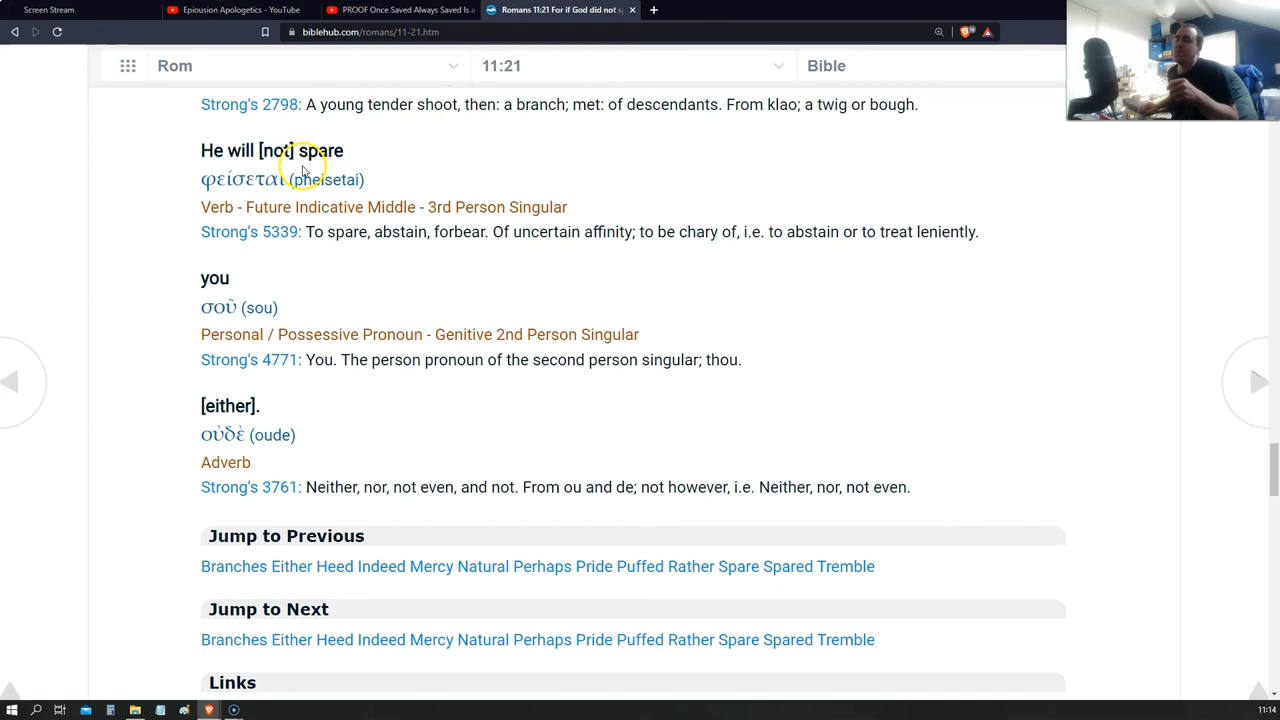 Screen Stream
Epiousion Apologetics - YouTube
PROOF Once Saved Always Saved Is a
Romans 11:21 For if God did not s
biblehub.com/romans/11-21.htm
Rom
11:21
Bible
Strong's 2798: A young tender shoot, then: a branch; met: of descendants. From klao; a twig or bough.
He will [not] spare
φείσεται (pheisetai)
Verb - Future Indicative Middle - 3rd Person Singular
Strong's 5339: To spare, abstain, forbear. Of uncertain affinity; to be chary of, i.e. to abstain or to treat leniently.
you
σοῦ (sou)
Personal / Possessive Pronoun - Genitive 2nd Person Singular
Strong's 4771: You. The person pronoun of the second person singular; thou.
[either].
οὐδὲ (oude)
Adverb
Strong's 3761: Neither, nor, not even, and not. From ou and de; not however, i.e. Neither, nor, not even.
Jump to Previous
Branches Either Heed Indeed Mercy Natural Perhaps Pride Puffed Rather Spare Spared Tremble
Jump to Next
Branches Either Heed Indeed Mercy Natural Perhaps Pride Puffed Rather Spare Spared Tremble
Links
11:14